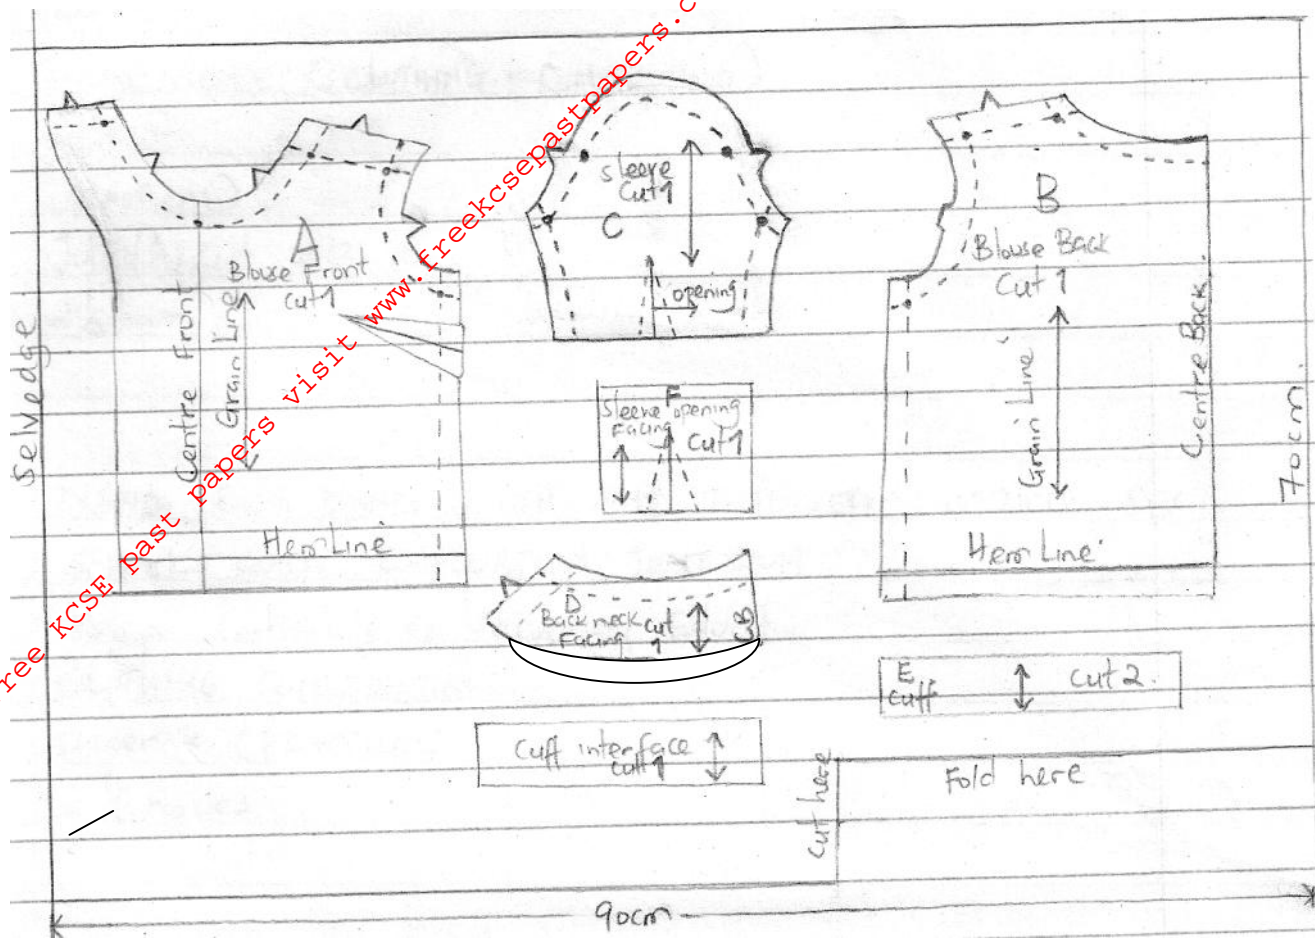 free KCSE past papers visit www.freekcsepastpapers.c
Selvedge
A
Blouse Front
Cut 1
Centre Front
Grain Line
Hem Line
Sleeve
Cut 1
C
opening
B
Blouse Back
Cut 1
Grain Line
Centre Back
Hem Line
70cm.
F
Sleeve opening
Facing
Cut 1
D
Back neck cut
Facing 1
CB
E
Cuff
Cut 2
Cuff interface
Cut 1
Cut here
Fold here
90cm